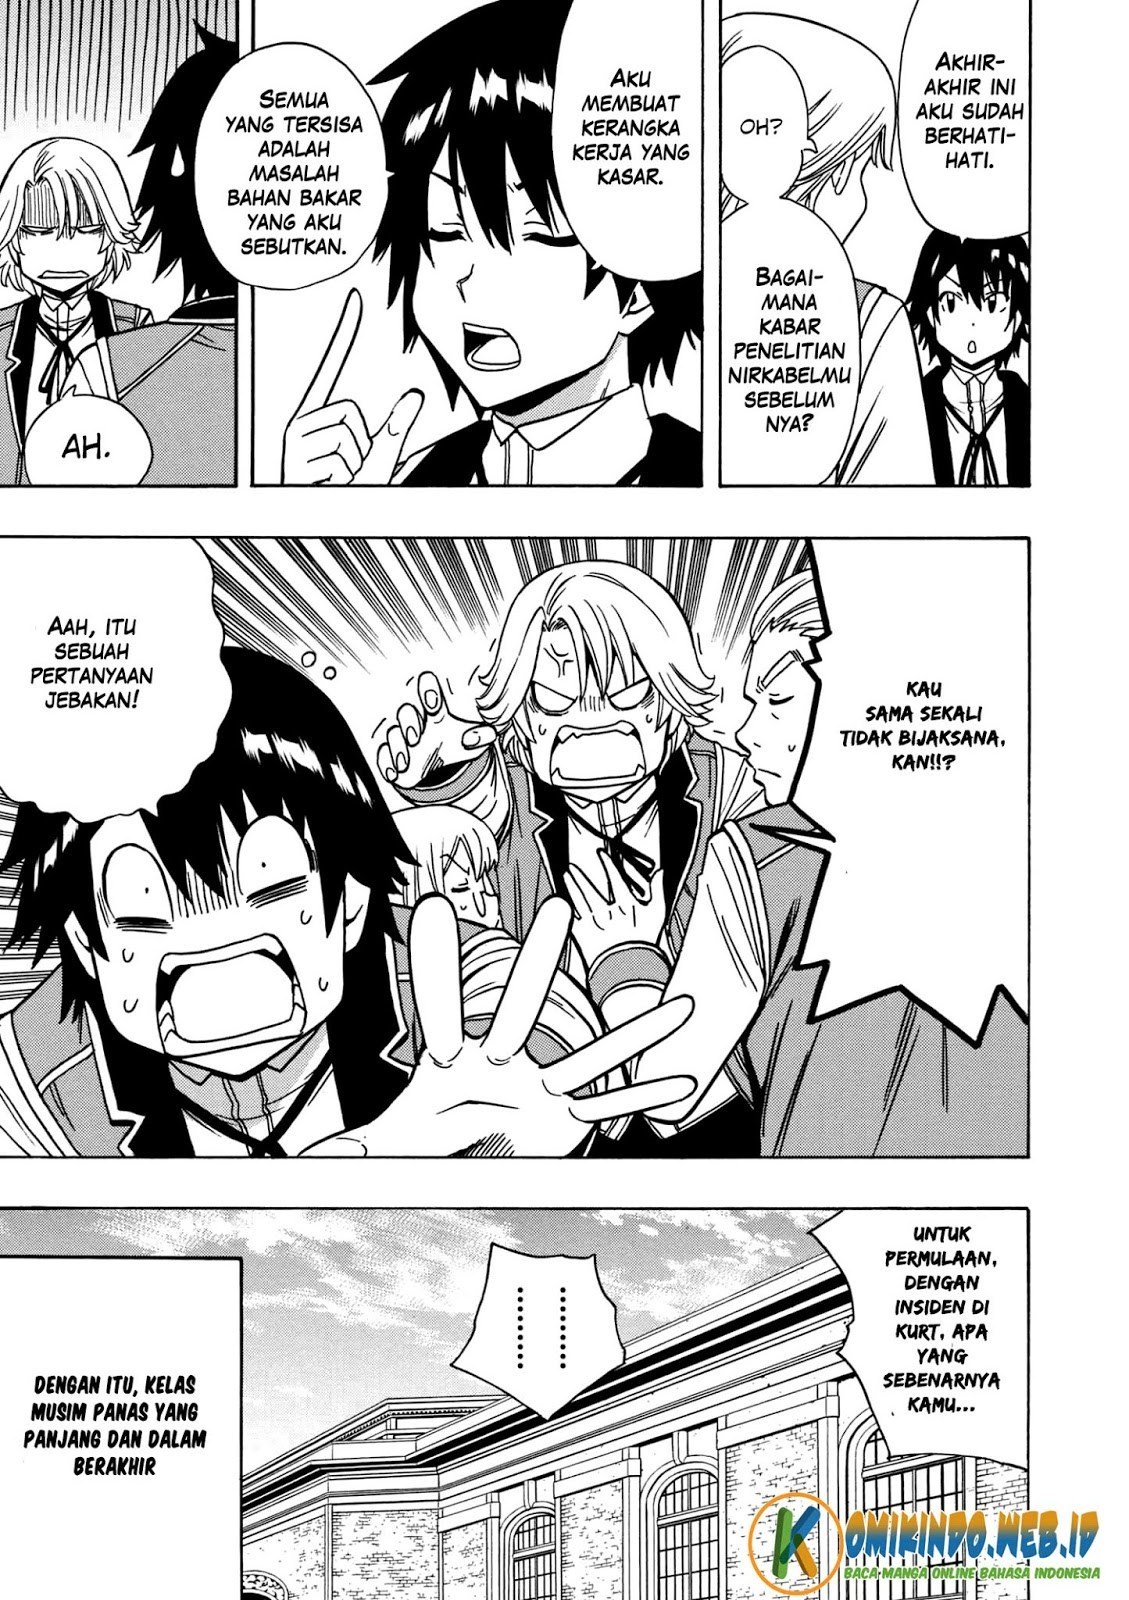 AKHIR-
AKHIR INI
AKU SUDAH
BERHATI-
HATI.
OH?
BAGAI-
MANA
KABAR
PENELITIAN
NIRKABELMU
SEBELUM
NYA?
AKU
MEMBUAT
KERANGKA
KERJA YANG
KASAR.
SEMUA
YANG TERSISA
ADALAH
MASALAH
BAHAN BAKAR
YANG AKU
SEBUTKAN.
AH.
KAU
SAMA SEKALI
TIDAK BIJAKSANA,
KAN!!?
AAH, ITU
SEBUAH
PERTANYAAN
JEBAKAN!
UNTUK
PERMULAAN,
DENGAN
INSIDEN DI
KURT, APA
YANG
SEBENARNYA
KAMU...
......
......
DENGAN ITU, KELAS
MUSIM PANAS YANG
PANJANG DAN DALAM
BERAKHIR
KOMIKINDO.WEB.ID
BACA MANGA ONLINE BAHASA INDONESIA